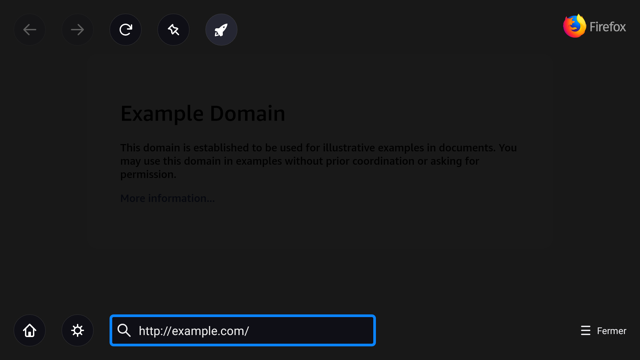 Firefox
Example Domain
This domain is established to be used for illustrative examples in documents. You
may use this domain in examples without prior coordination or asking for
permission.
More information...
http://example.com/
Fermer